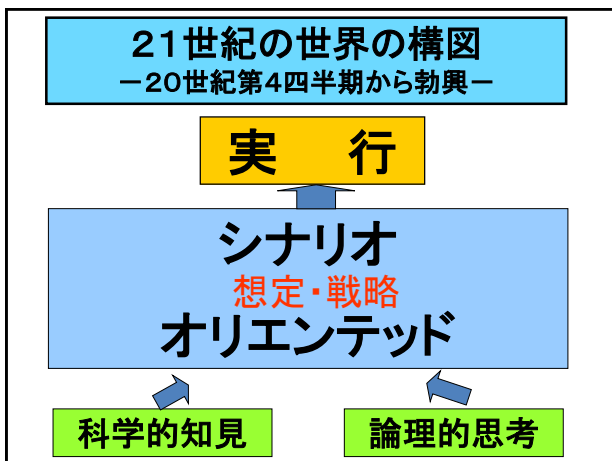 21世紀の世界の構図
－20世紀第4四半期から勃興－
実　行
シナリオ
想定・戦略
オリエンテッド
科学的知見
論理的思考